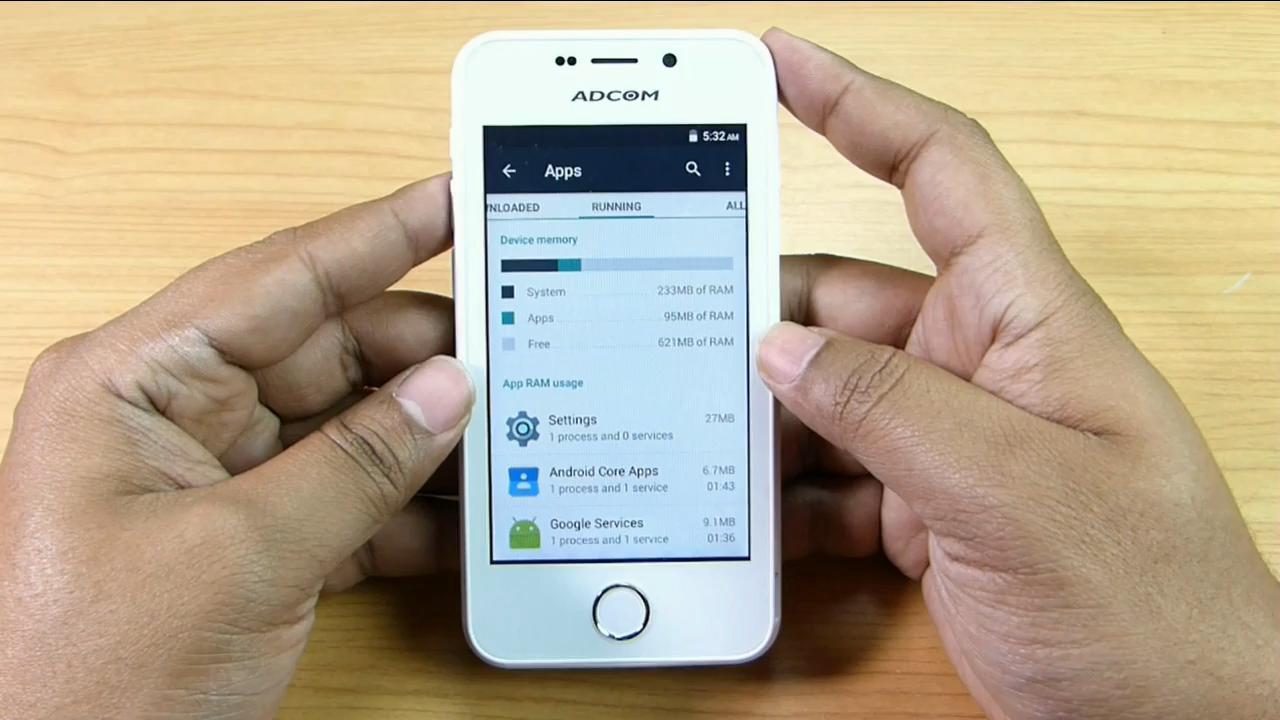 ADCOM
5:32 AM
Apps
NLOADED RUNNING ALL
Device memory
System 233MB of RAM
Apps 95MB of RAM
Free 621MB of RAM
App RAM usage
Settings 27MB
1 process and 0 services
Android Core Apps 6.7MB
1 process and 1 service 01:43
Google Services 9.1MB
1 process and 1 service 01:36